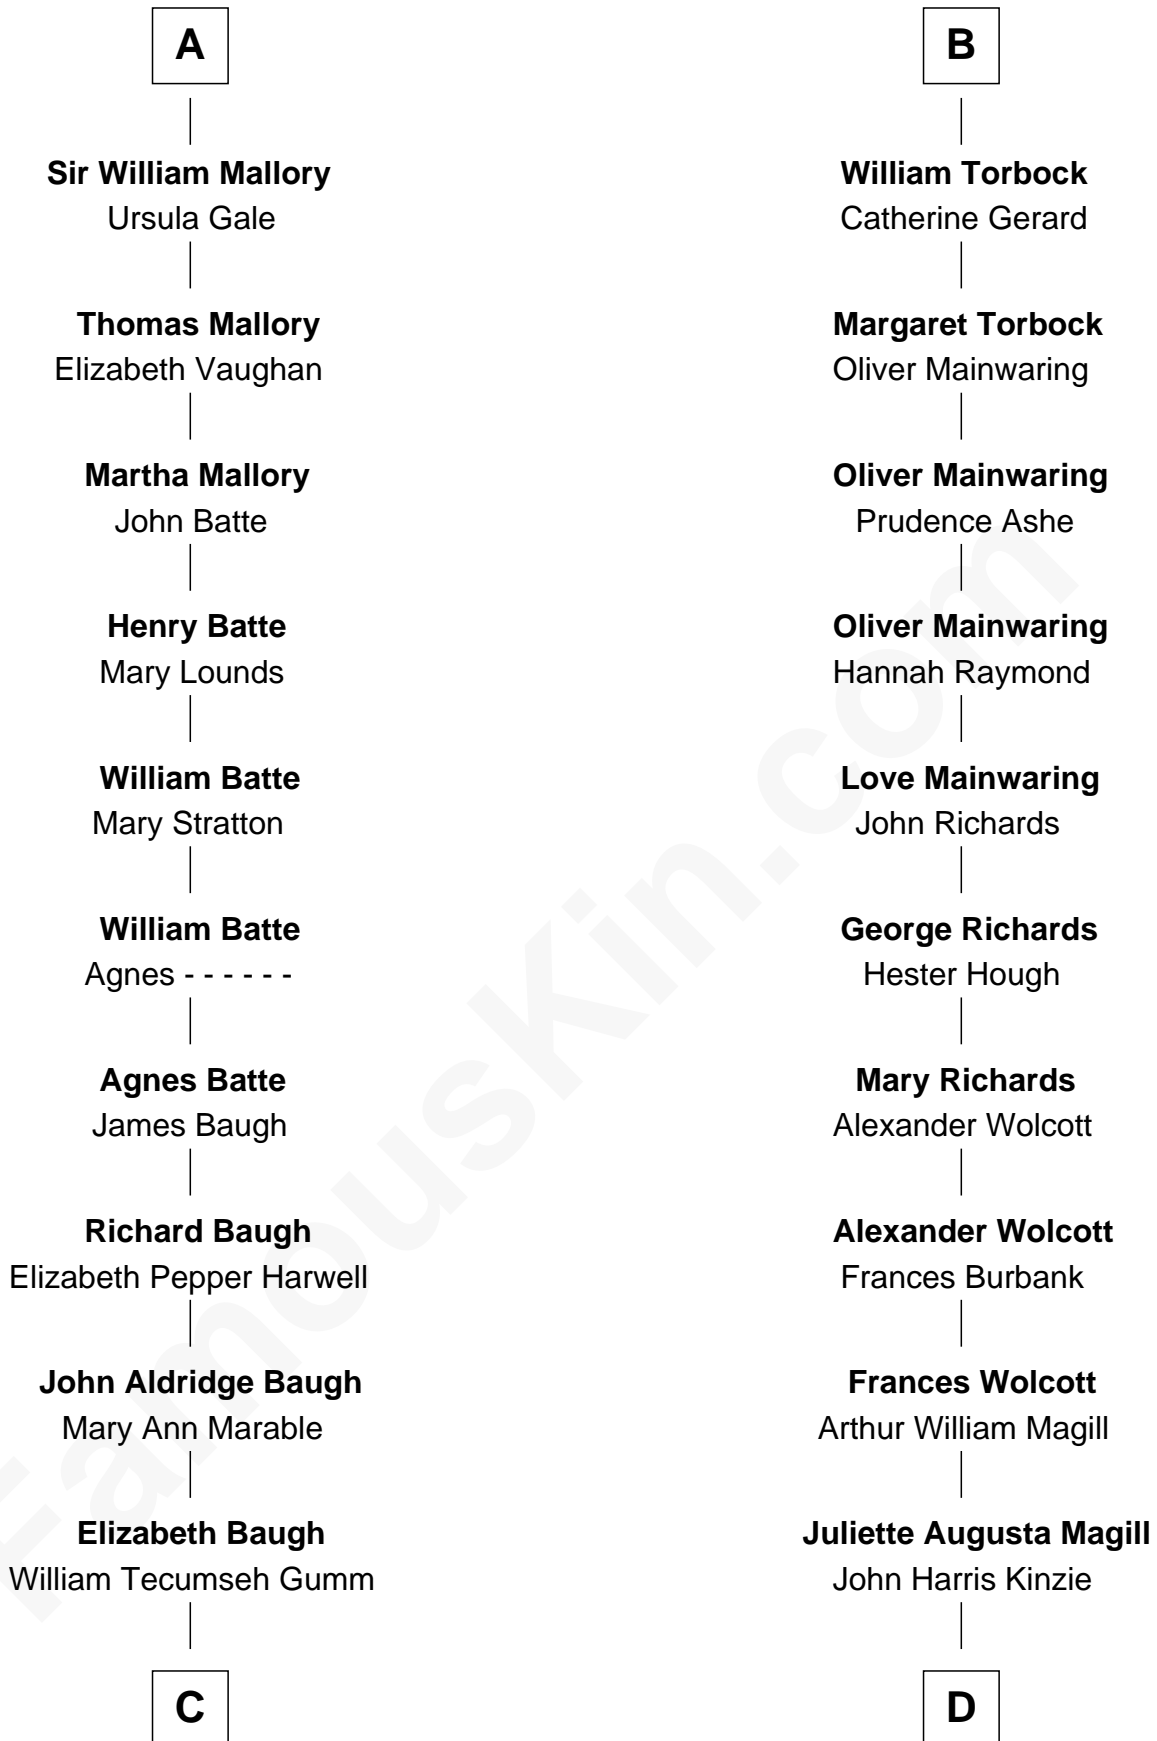 A
Sir William Mallory
Ursula Gale
Thomas Mallory
Elizabeth Vaughan
Martha Mallory
John Batte
Henry Batte
Mary Lounds
William Batte
Mary Stratton
William Batte
Agnes - - - - - -
Agnes Batte
James Baugh
Richard Baugh
Elizabeth Pepper Harwell
John Aldridge Baugh
Mary Ann Marable
Elizabeth Baugh
William Tecumseh Gumm
C
B
William Torbock
Catherine Gerard
Margaret Torbock
Oliver Mainwaring
Oliver Mainwaring
Prudence Ashe
Oliver Mainwaring
Hannah Raymond
Love Mainwaring
John Richards
George Richards
Hester Hough
Mary Richards
Alexander Wolcott
Alexander Wolcott
Frances Burbank
Frances Wolcott
Arthur William Magill
Juliette Augusta Magill
John Harris Kinzie
D
FamousKin.com